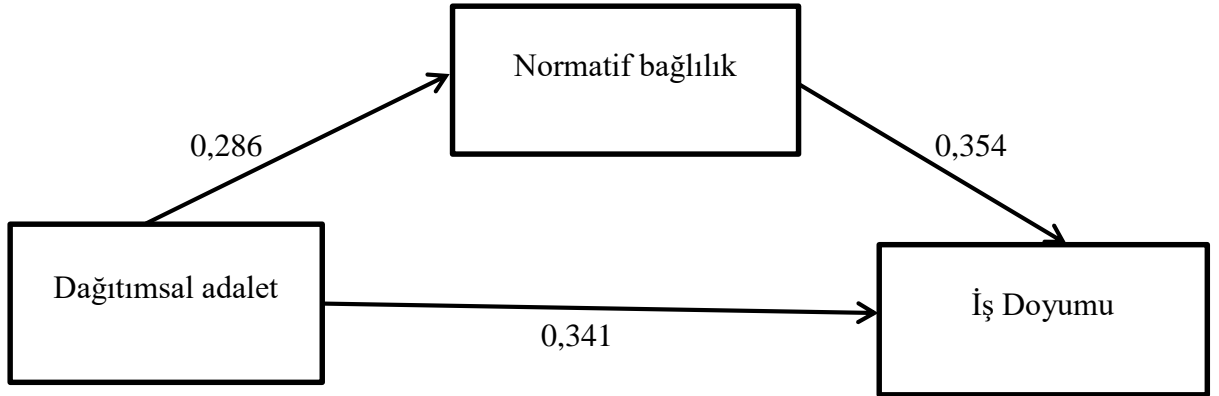 Normatif bağlılık
0,286
0,354
Dağıtımsal adalet
0,341
İş Doyumu